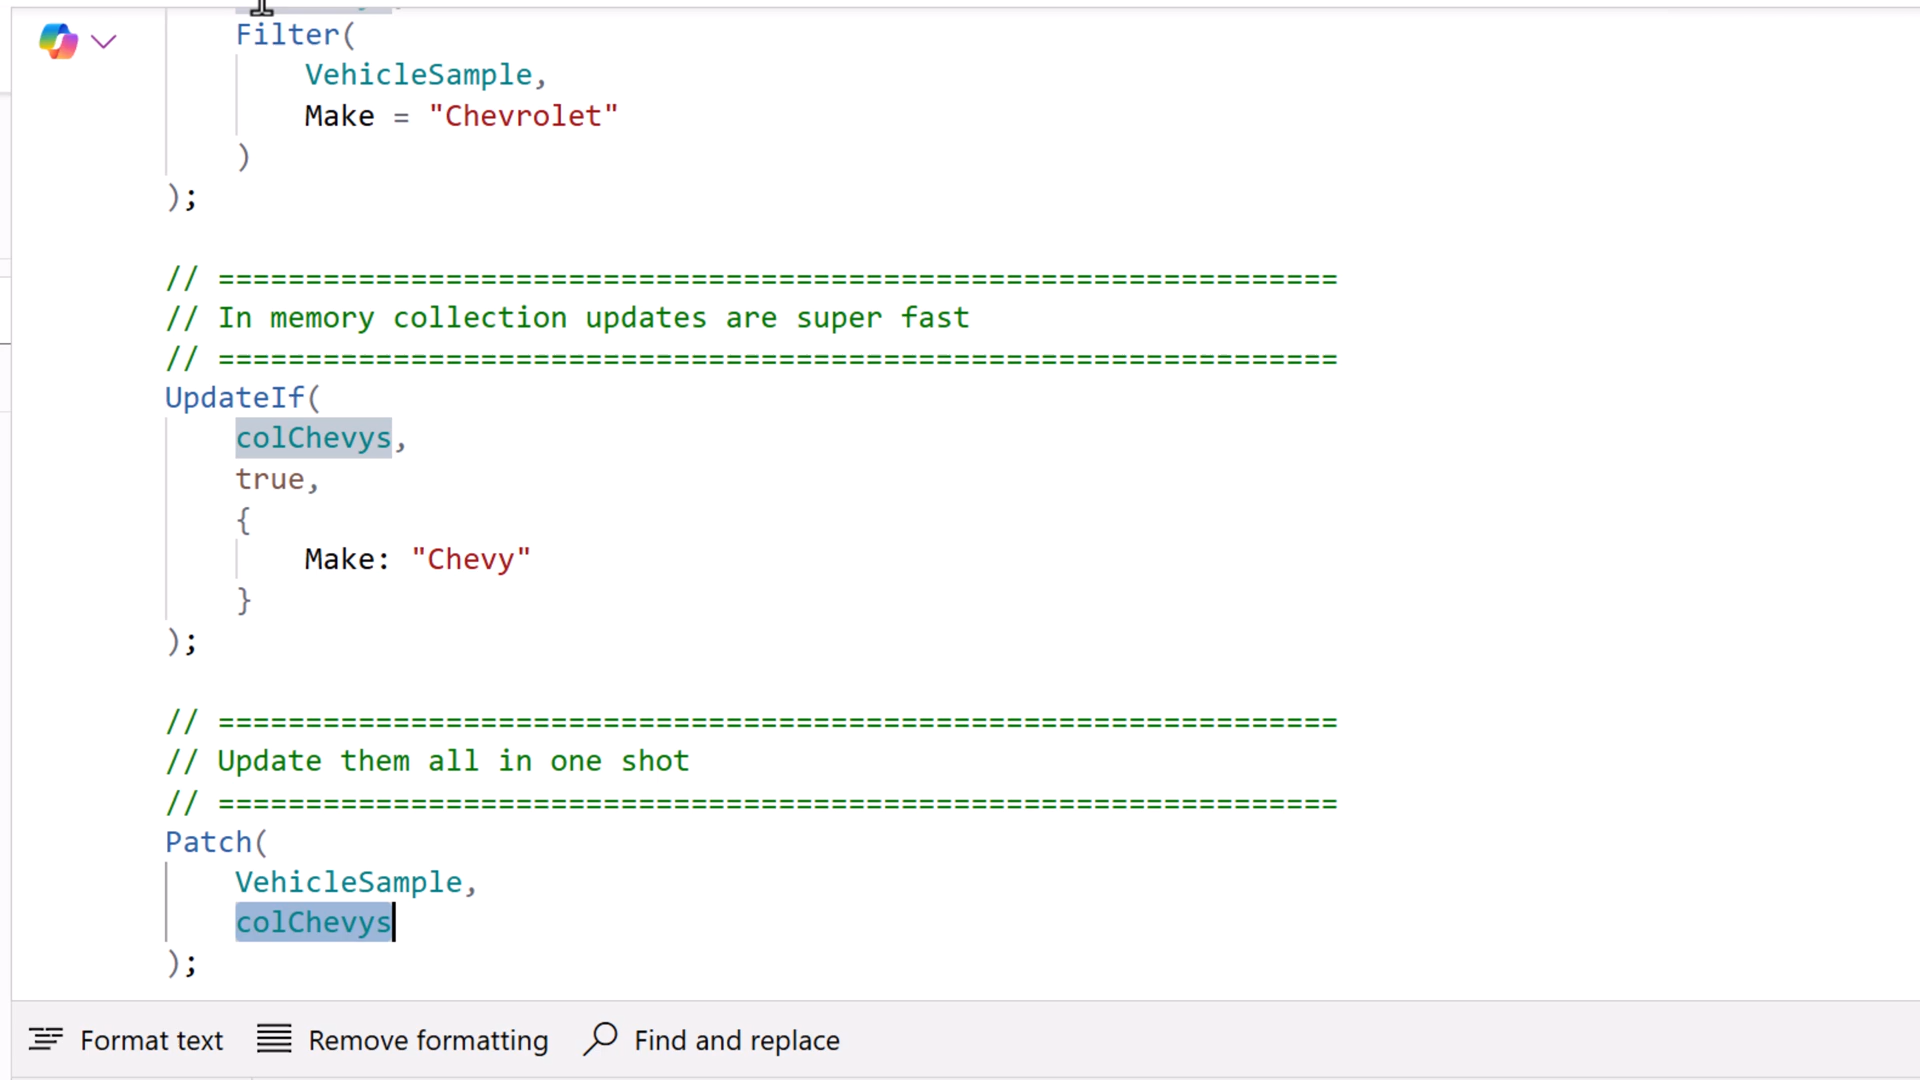 Filter(
VehicleSample,
Make = "Chevrolet"
)
);
// ================================================================
// In memory collection updates are super fast
// ================================================================
UpdateIf(
colChevys,
true,
{
Make: "Chevy"
}
);
// ================================================================
// Update them all in one shot
// ================================================================
Patch(
VehicleSample,
colChevys
);
Format text Remove formatting Find and replace